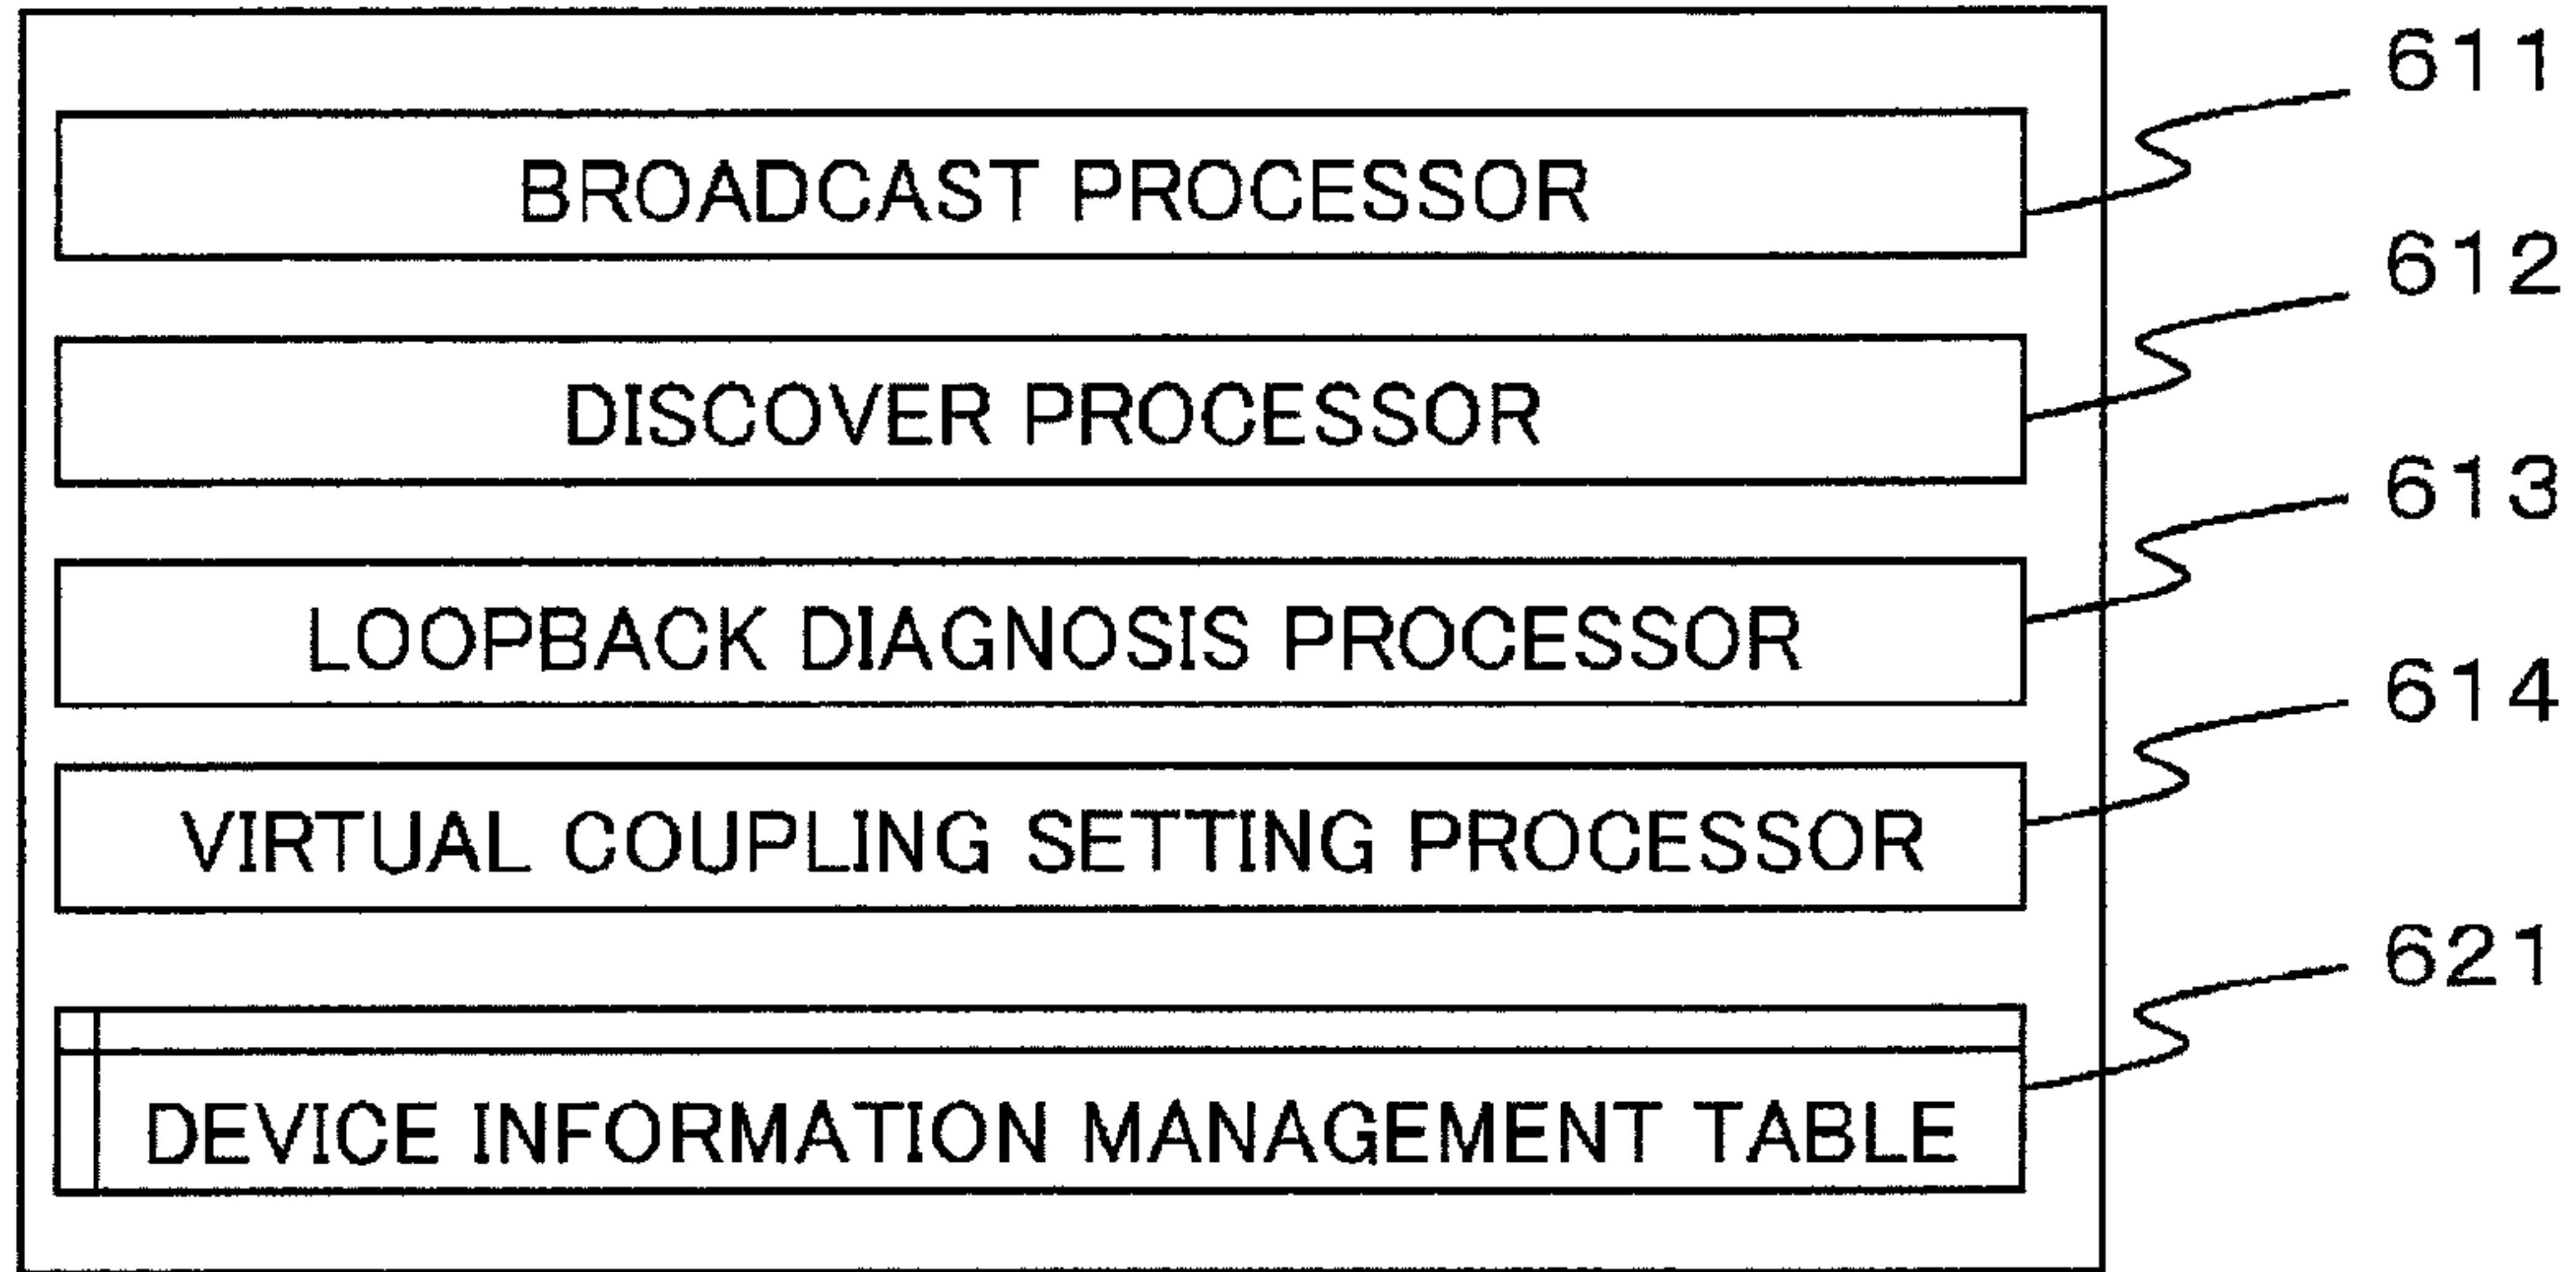 BROADCAST PROCESSOR
611
DISCOVER PROCESSOR
612
LOOPBACK DIAGNOSIS PROCESSOR
613
VIRTUAL COUPLING SETTING PROCESSOR
614
DEVICE INFORMATION MANAGEMENT TABLE
621